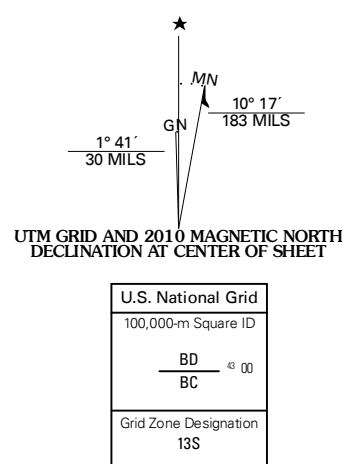 MN
GN
10° 17´
183 MILS
1° 41´
30 MILS
UTM GRID AND 2010 MAGNETIC NORTH
DECLINATION AT CENTER OF SHEET
U.S. National Grid
100,000-m Square ID
BD
43 00
BC
Grid Zone Designation
13S